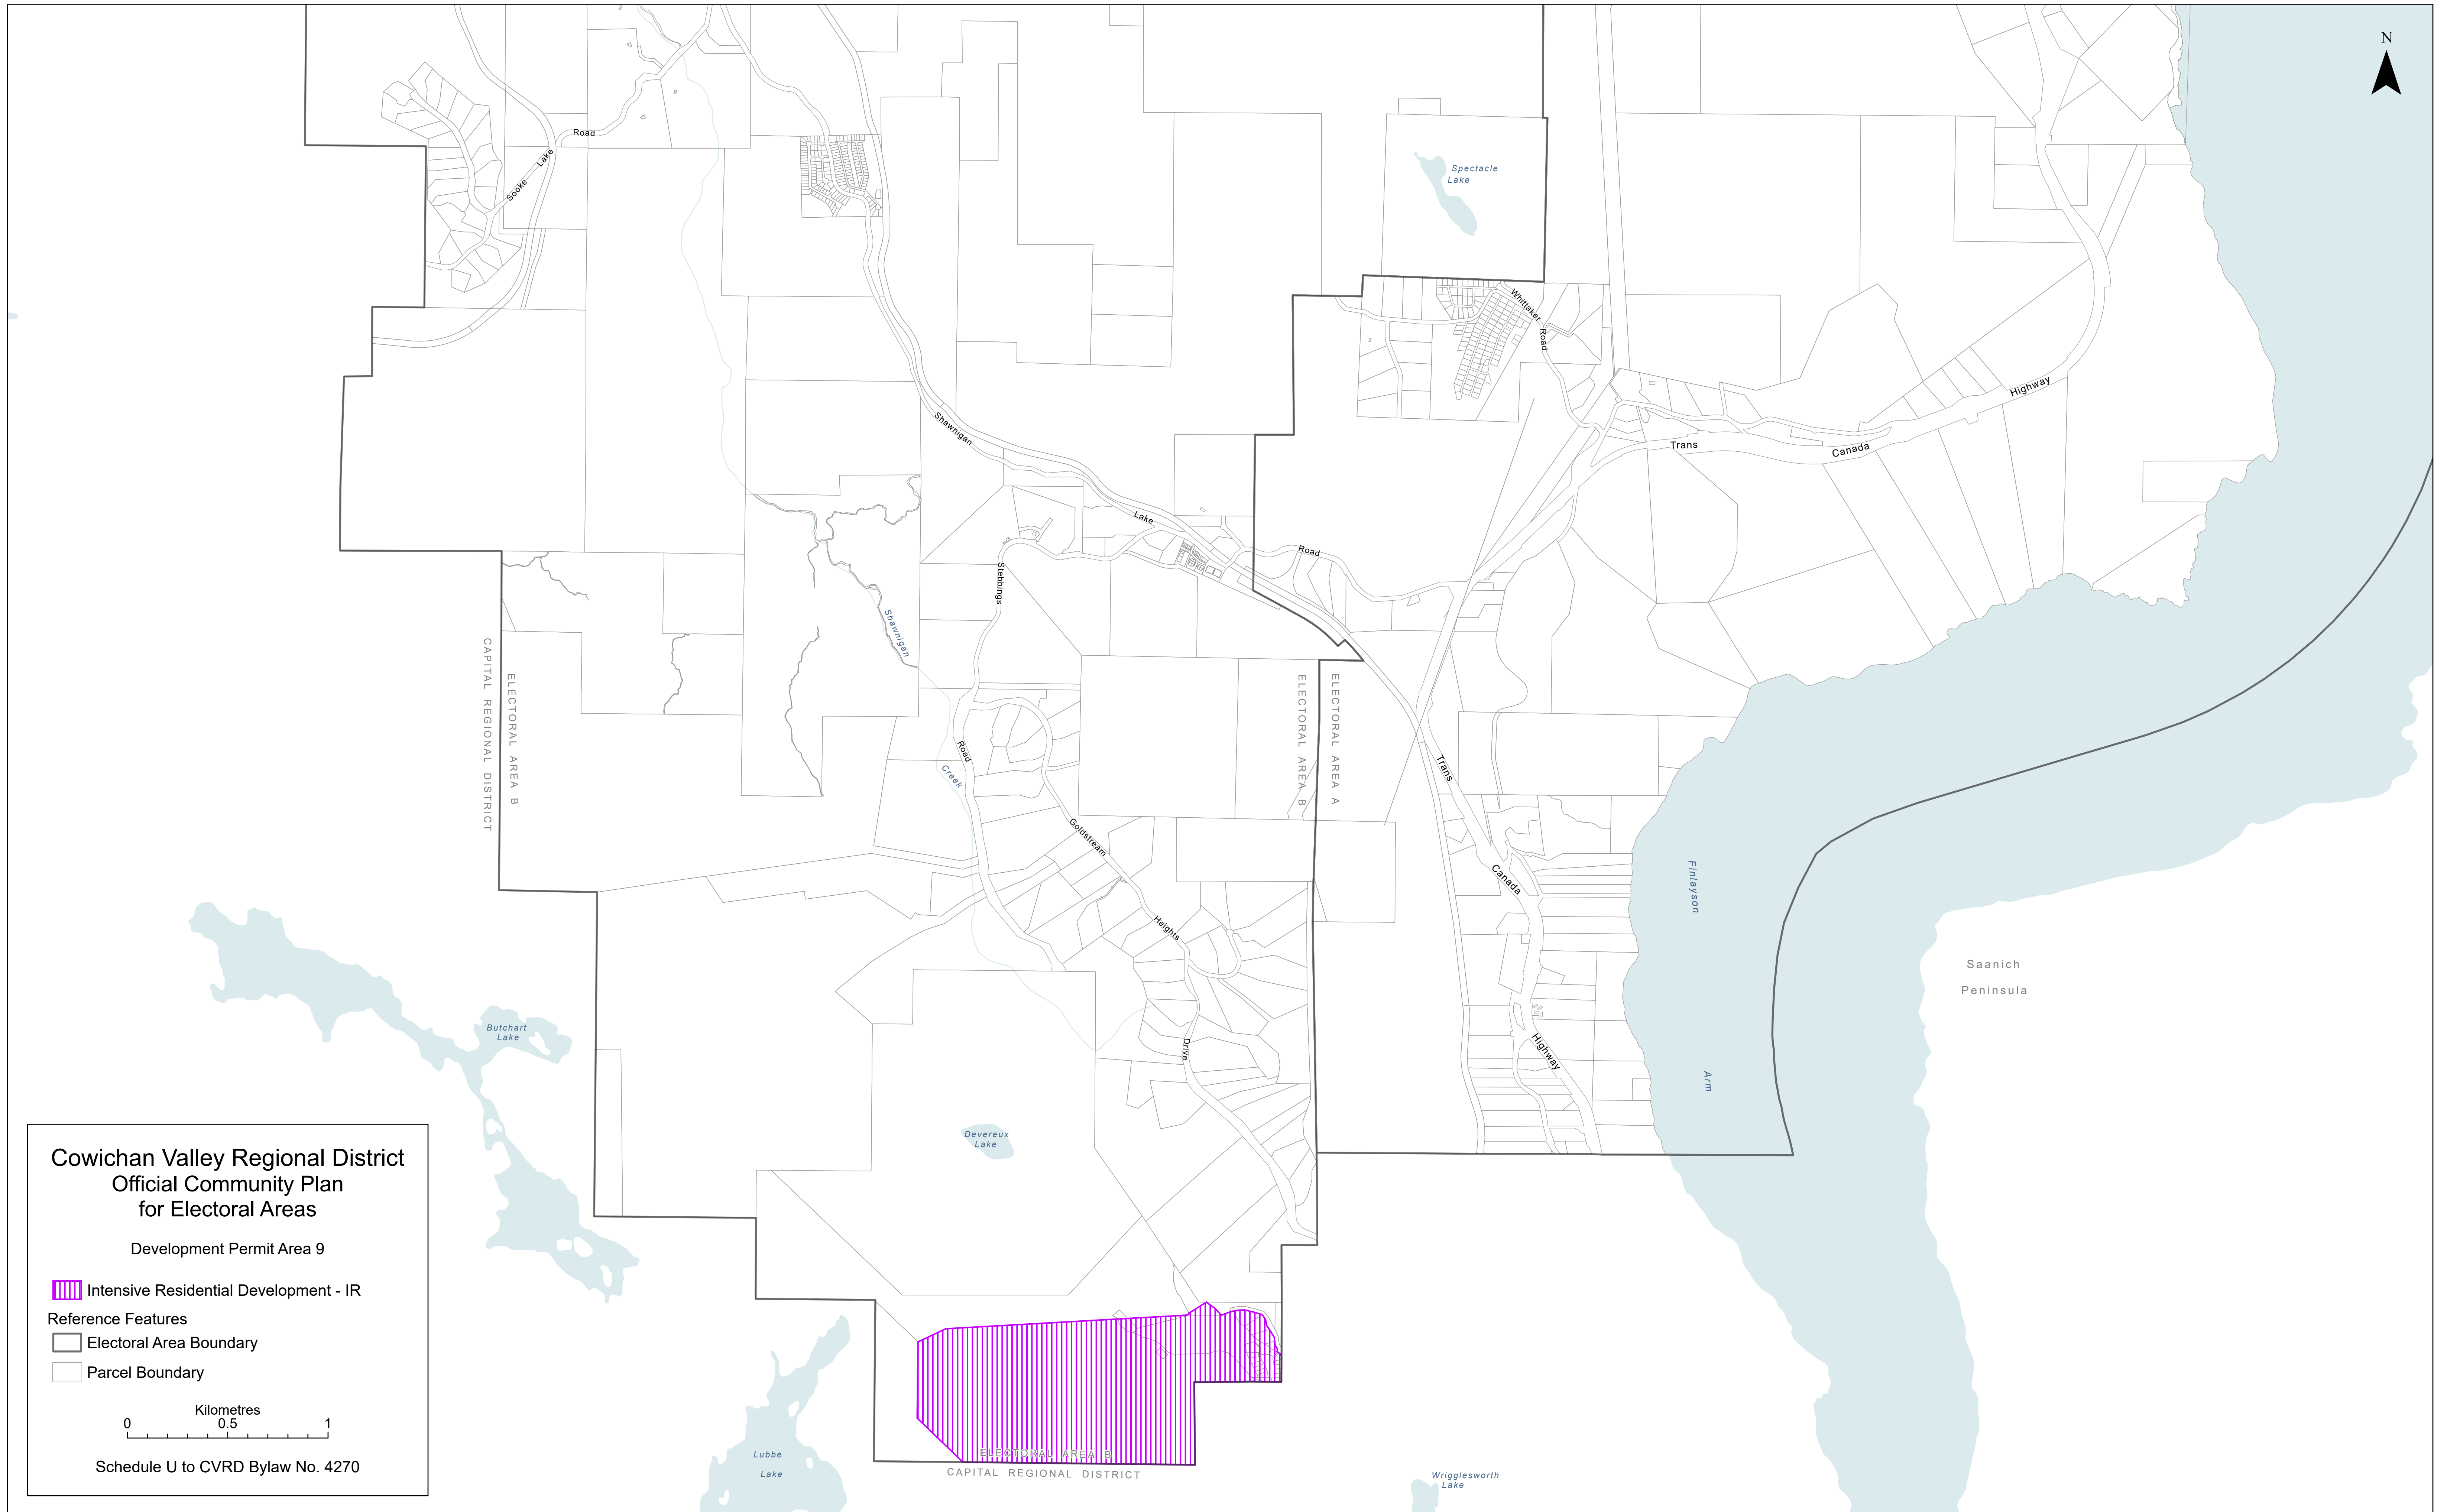 N
Road
Lake
Sooke
Spectacle
Lake
Whittaker
Road
Highway
Canada
Trans
Shawnigan
Lake
Road
Stebbings
Shawnigan
CAPITAL REGIONAL DISTRICT
ELECTORAL AREA B
ELECTORAL AREA B
ELECTORAL AREA A
Road
Creek
Trans
Goldstream
Canada
Finlayson
Heights
Saanich
Peninsula
Butchart
Lake
Drive
Highway
Arm
Devereux
Lake
Cowichan Valley Regional District
Official Community Plan
for Electoral Areas
Development Permit Area 9
Intensive Residential Development - IR
Reference Features
Electoral Area Boundary
Parcel Boundary
Kilometres
0 0.5 1
Schedule U to CVRD Bylaw No. 4270
Lubbe
Lake
ELECTORAL AREA B
CAPITAL REGIONAL DISTRICT
Wrigglesworth
Lake